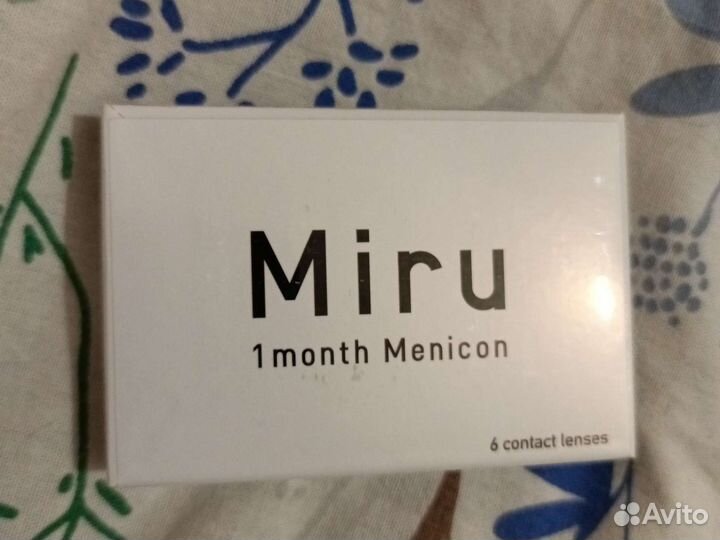 Miru
1month Menicon
6 contact lenses
Avito